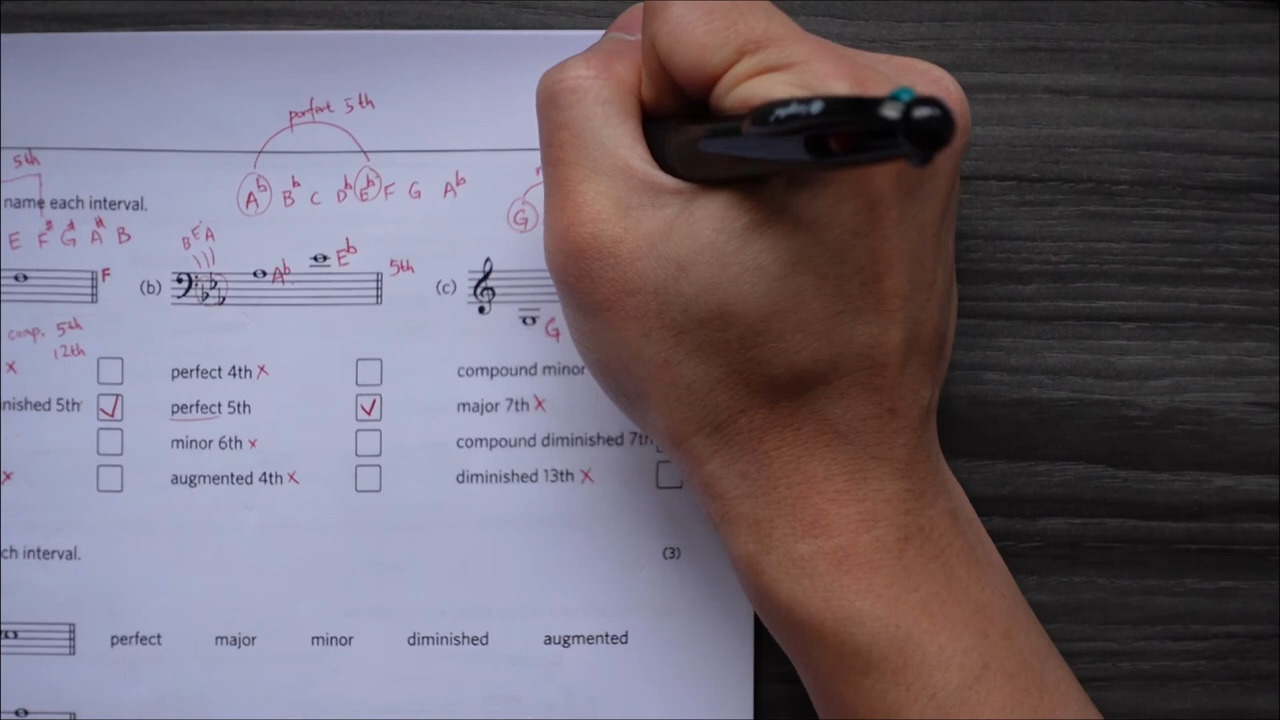 perfect 5th
5th
name each interval.
A♭ B♭ C D♭ E♭ F G A♭
G
E F# G# A# B
B E A
F
(b)
A♭
E♭
5th
(c)
G
comp. 5th
12th
x
perfect 4th x
compound minor
nished 5th ✓
perfect 5th ✓
major 7th x
minor 6th x
compound diminished 7th
x
augmented 4th x
diminished 13th x
ch interval.
(3)
perfect major minor diminished augmented